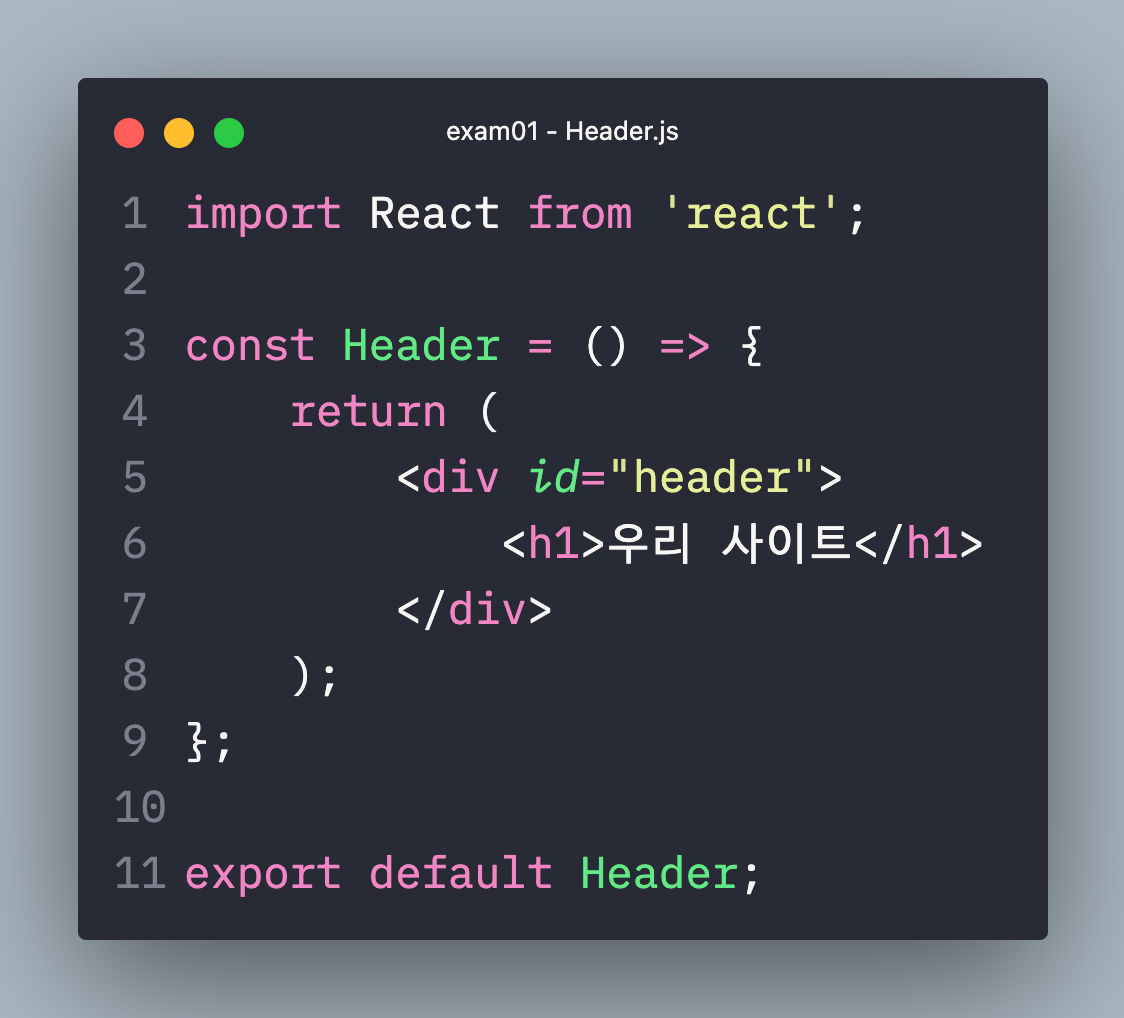 exam01 - Header.js
1 import React from 'react';
2
3 const Header = () => {
4     return (
5         <div id="header">
6             <h1>우리 사이트</h1>
7         </div>
8     );
9 };
10
11 export default Header;